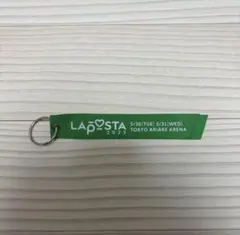 LAPOSTA
2023
5/30(TUE) 5/31(WED),
TOKYO ARIAKE ARENA